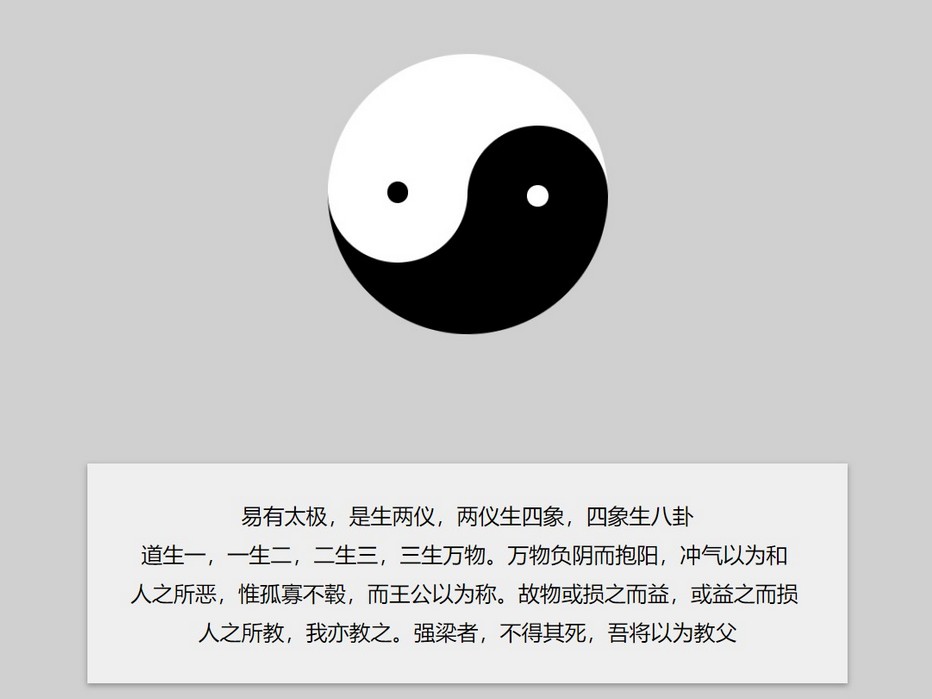 易有太极，是生两仪，两仪生四象，四象生八卦
道生一，一生二，二生三，三生万物。万物负阴而抱阳，冲气以为和
人之所恶，惟孤寡不毂，而王公以为称。故物或损之而益，或益之而损
人之所教，我亦教之。强梁者，不得其死，吾将以为教父